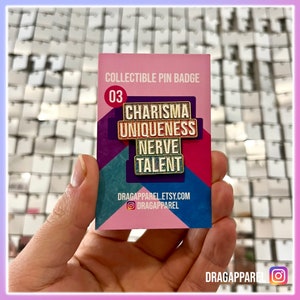 COLLECTIBLE PIN BADGE
03
CHARISMA
UNIQUENESS
NERVE
TALENT
DRAGAPPAREL.ETSY.COM
DRAGAPPAREL
DRAGAPPAREL